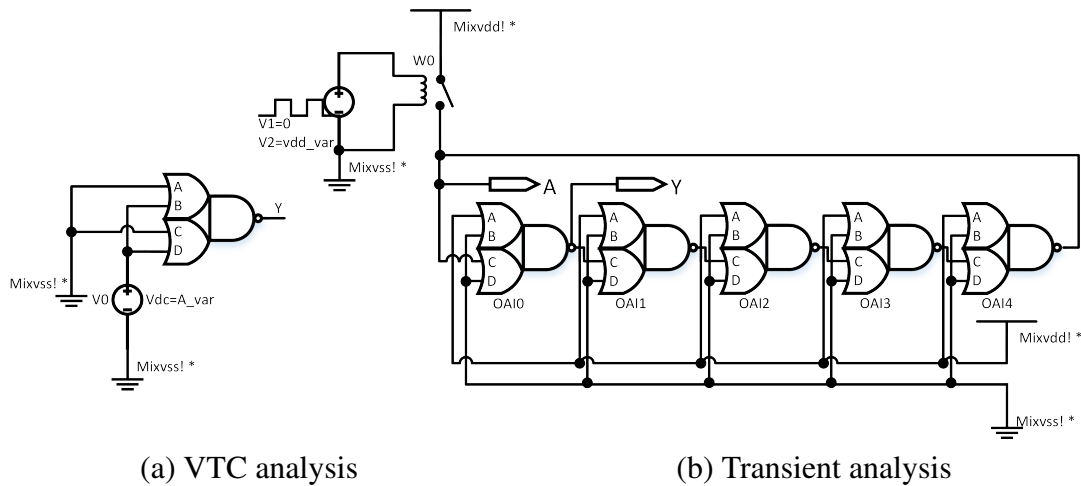 Mixvdd! *
W0
V1=0
V2=vdd_var
Mixvss! *
A
B
C
D
Y
Mixvss! *
V0
Vdc=A_var
Mixvss! *
(a) VTC analysis
A
Y
A
B
C
D
OAI0
A
B
C
D
OAI1
A
B
C
D
OAI2
A
B
C
D
OAI3
A
B
C
D
OAI4
Mixvdd! *
Mixvss! *
(b) Transient analysis